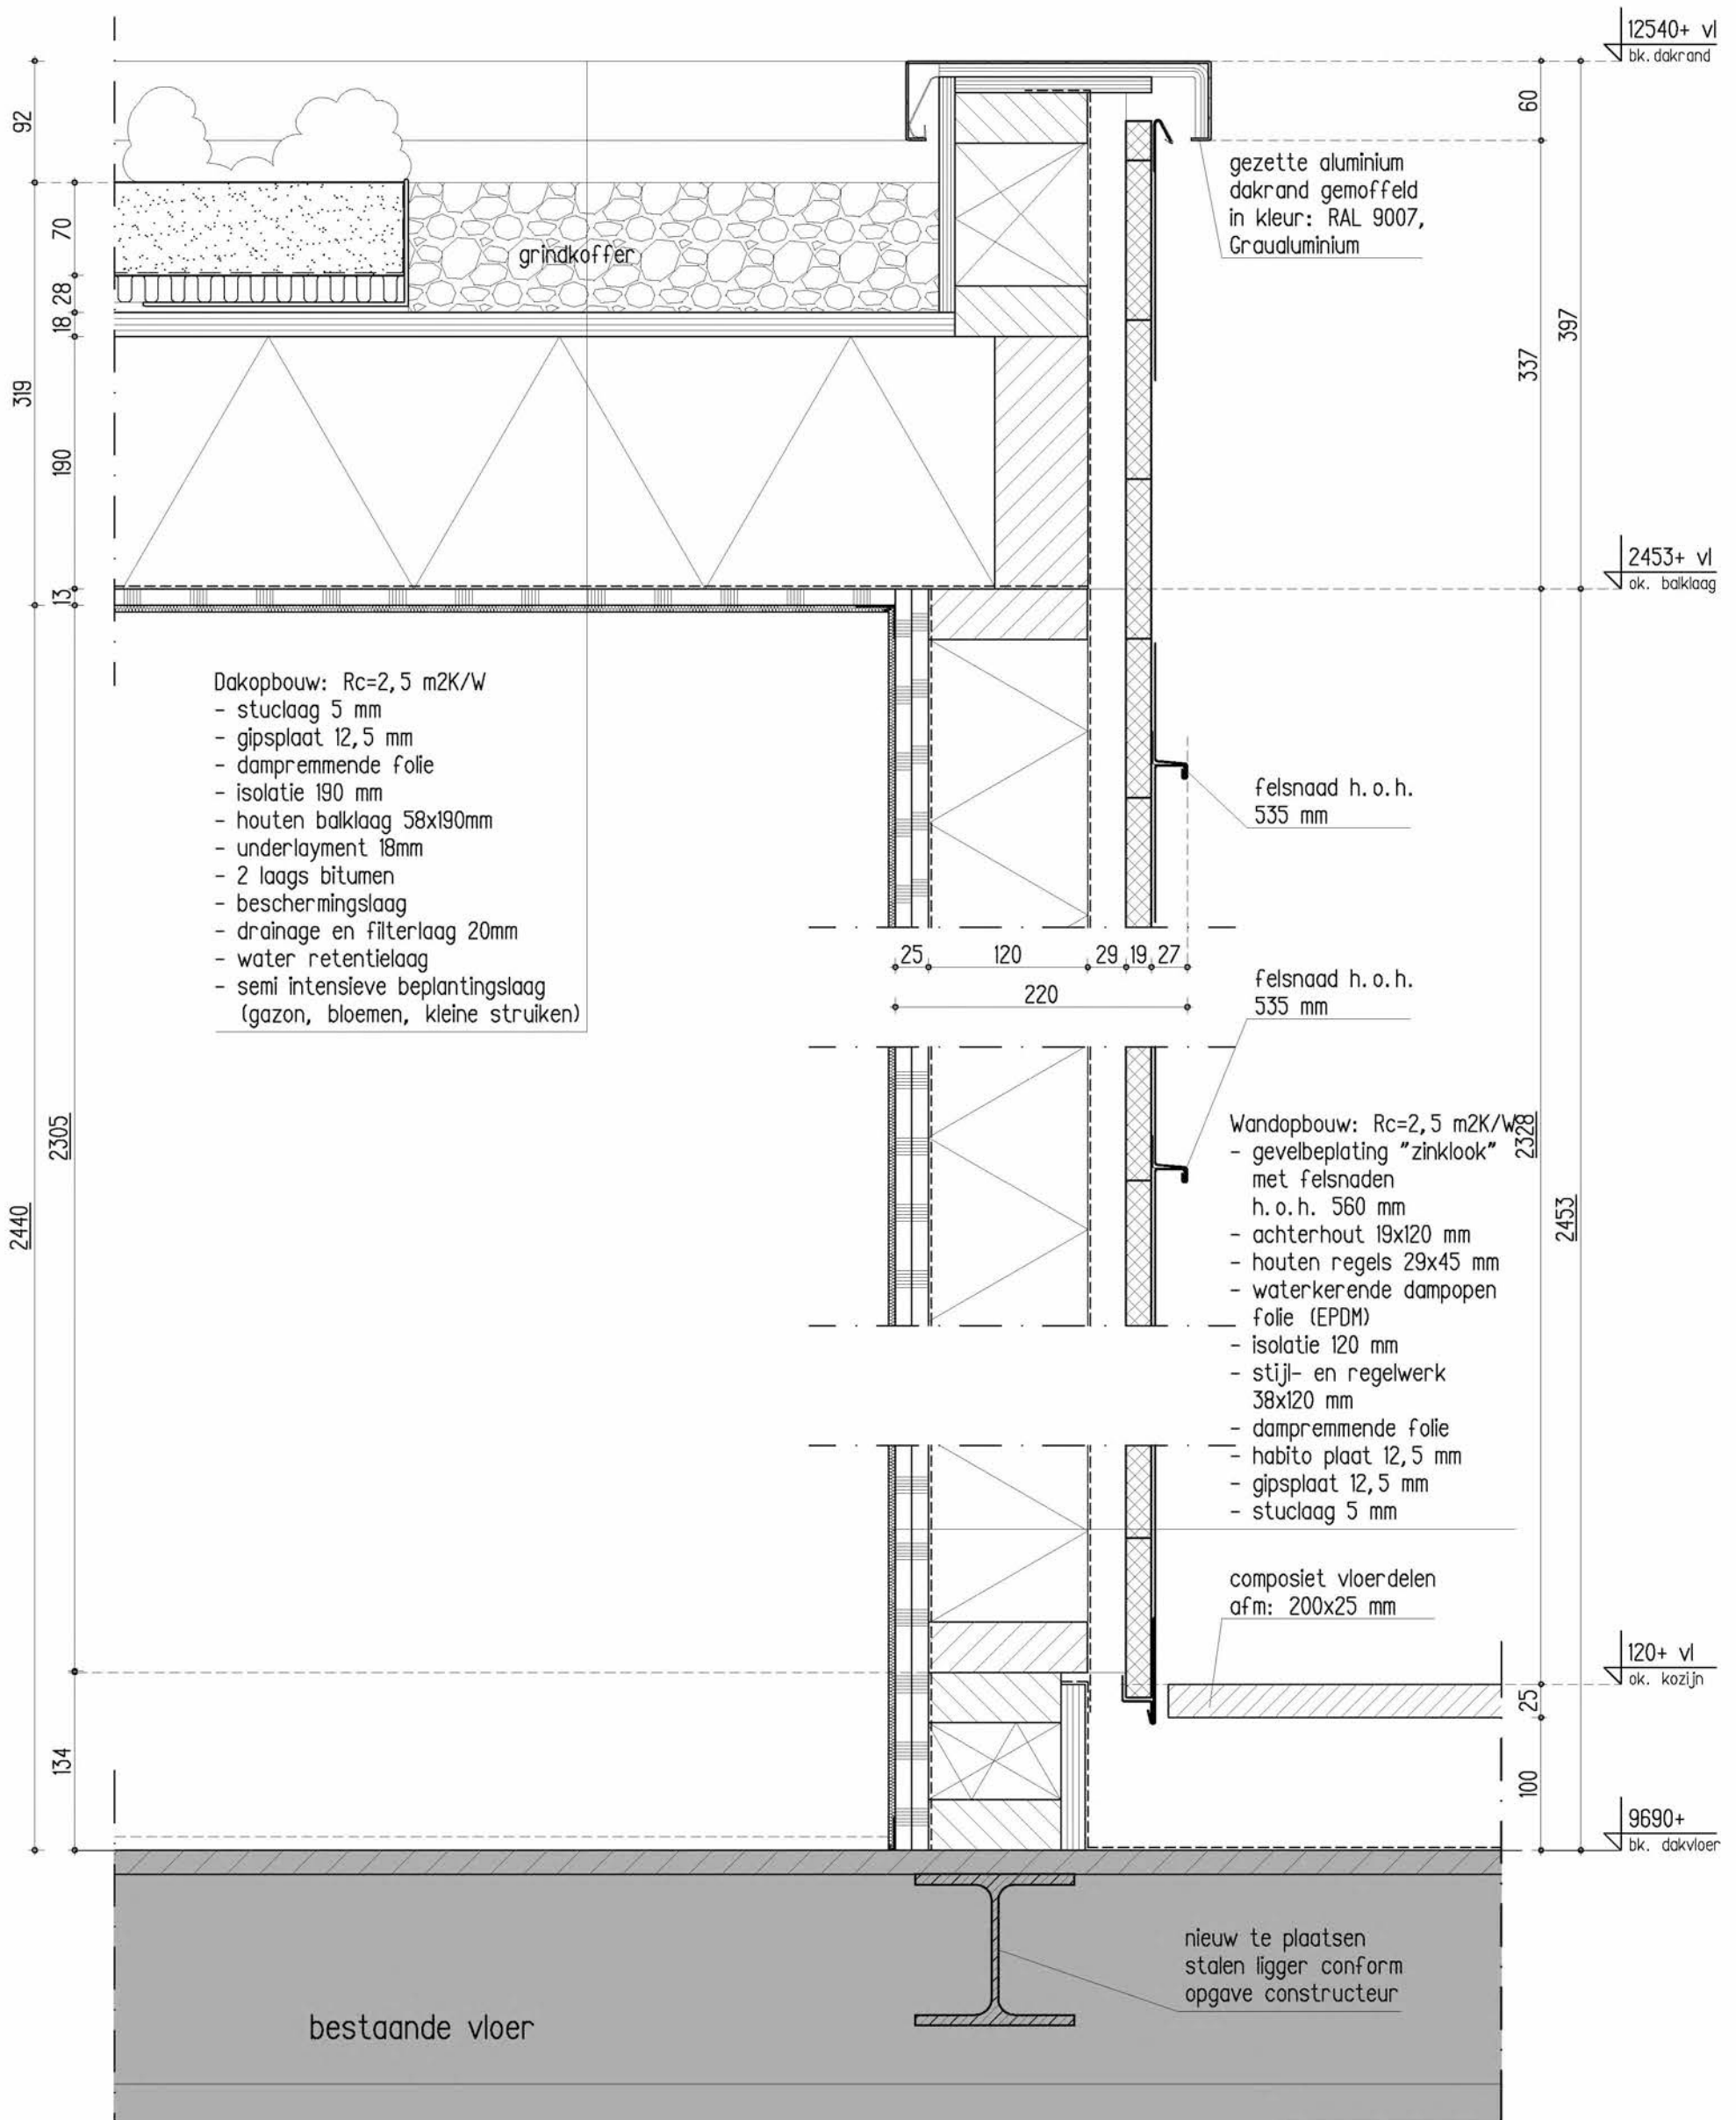 12540+ vl
bk. dakrand
92
60
gezette aluminium
dakrand gemoffeld
in kleur: RAL 9007,
Graualuminium
70
grindkoffer
28
18
397
337
319
190
2453+ vl
ok. balklaag
13
Dakopbouw: Rc=2,5 m2K/W
- stuclaag 5 mm
- gipsplaat 12,5 mm
- dampremmende folie
- isolatie 190 mm
- houten balklaag 58x190mm
- underlayment 18mm
- 2 laags bitumen
- beschermingslaag
- drainage en filterlaag 20mm
- water retentielaag
- semi intensieve beplantingslaag
(gazon, bloemen, kleine struiken)
felsnaad h.o.h.
535 mm
25 120 29 19 27
220
felsnaad h.o.h.
535 mm
2305
2440
2328
2453
Wandopbouw: Rc=2,5 m2K/W
- gevelbeplating "zinklook"
met felsnaden
h.o.h. 560 mm
- achterhout 19x120 mm
- houten regels 29x45 mm
- waterkerende dampopen
folie (EPDM)
- isolatie 120 mm
- stijl- en regelwerk
38x120 mm
- dampremmende folie
- habito plaat 12,5 mm
- gipsplaat 12,5 mm
- stuclaag 5 mm
composiet vloerdelen
afm: 200x25 mm
120+ vl
ok. kozijn
25
134
100
9690+
bk. dakvloer
nieuw te plaatsen
stalen ligger conform
opgave constructeur
bestaande vloer